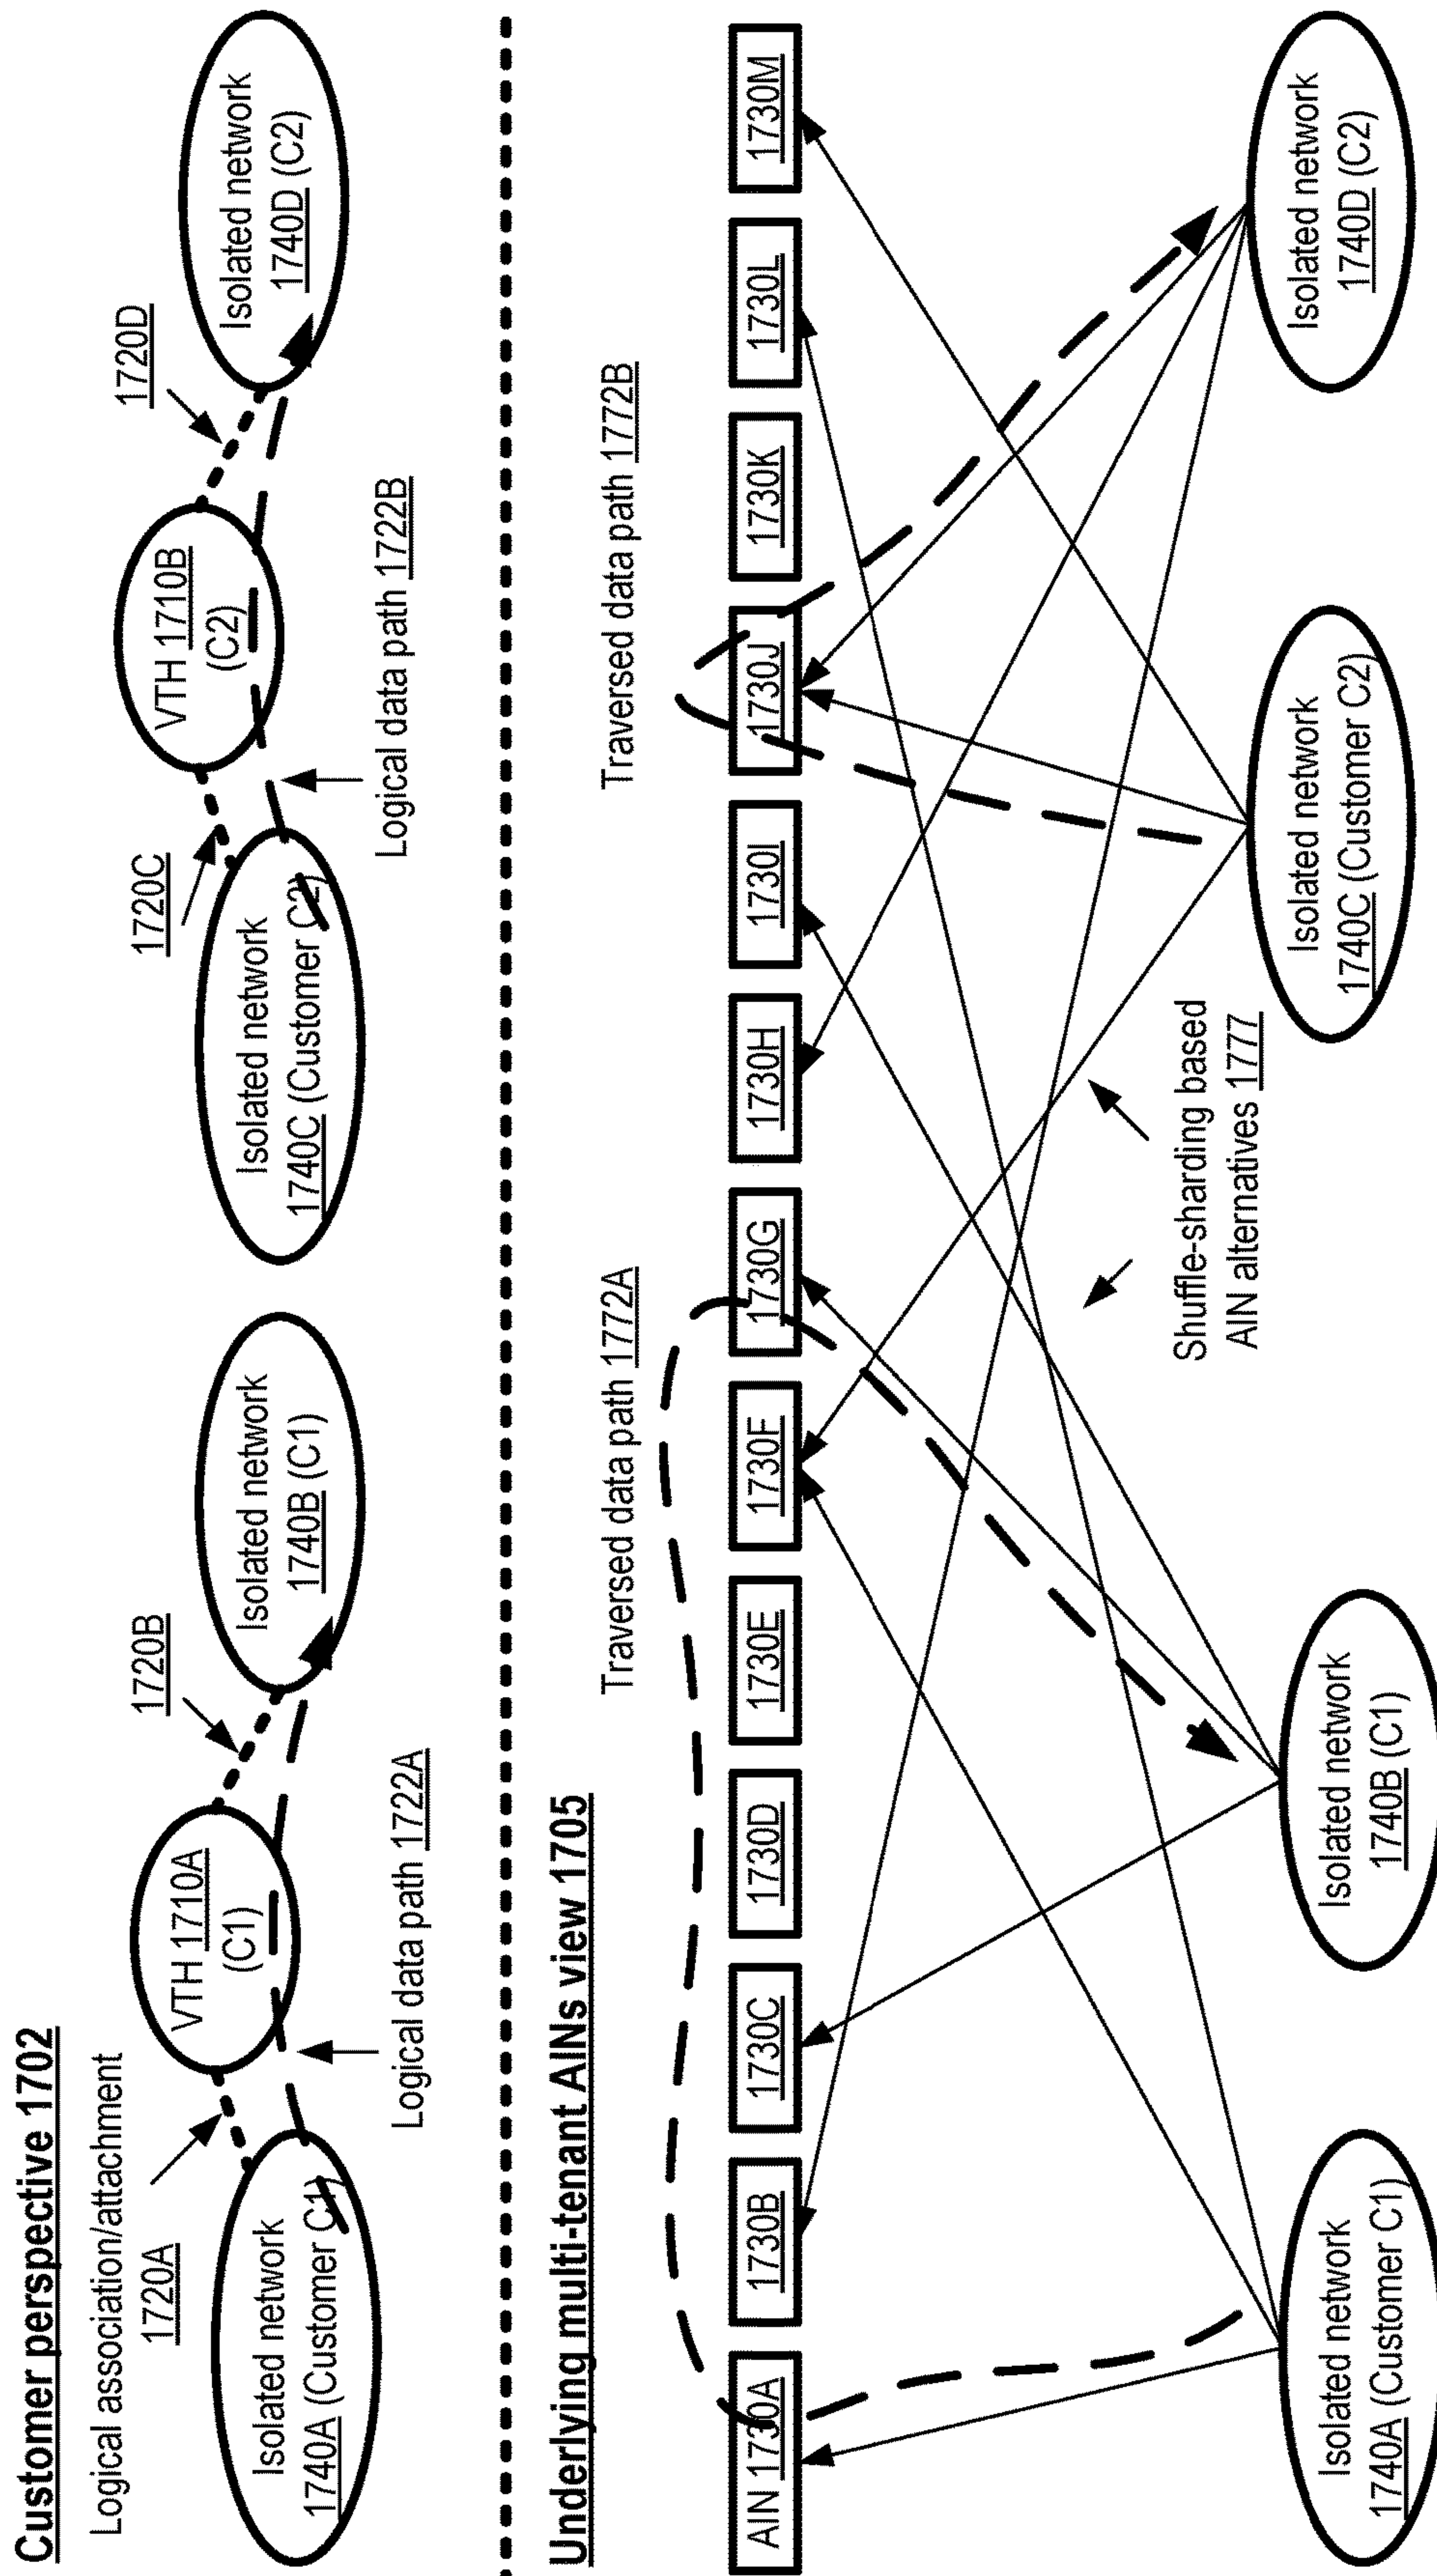 Customer perspective 1702
Logical association/attachment
1720A
VTH 1710A
(C1)
1720B
Isolated network
1740A (Customer C1)
Isolated network
1740B (C1)
Logical data path 1722A
1720C
VTH 1710B
(C2)
1720D
Isolated network
1740C (Customer C2)
Isolated network
1740D (C2)
Logical data path 1722B
Underlying multi-tenant AINs view 1705
Traversed data path 1772A
Traversed data path 1772B
AIN 1730A
1730B
1730C
1730D
1730E
1730F
1730G
1730H
1730I
1730J
1730K
1730L
1730M
Shuffle-sharding based
AIN alternatives 1777
Isolated network
1740A (Customer C1)
Isolated network
1740B (C1)
Isolated network
1740C (Customer C2)
Isolated network
1740D (C2)